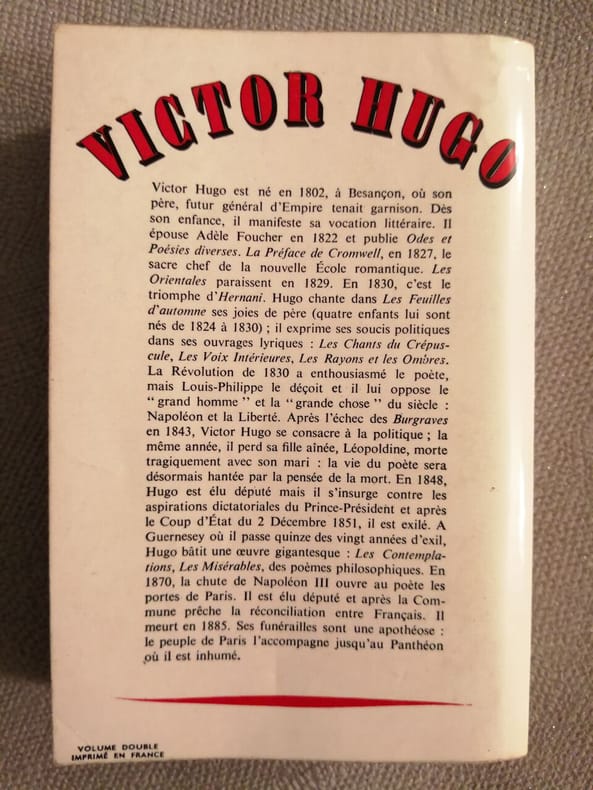 VICTOR HUGO
Victor Hugo est né en 1802, à Besançon, où son
père, futur général d'Empire tenait garnison. Dès
son enfance, il manifeste sa vocation littéraire. Il
épouse Adèle Foucher en 1822 et publie Odes et
Poésies diverses. La Préface de Cromwell, en 1827, le
sacre chef de la nouvelle École romantique. Les
Orientales paraissent en 1829. En 1830, c'est le
triomphe d'Hernani. Hugo chante dans Les Feuilles
d'automne ses joies de père (quatre enfants lui sont
nés de 1824 à 1830) ; il exprime ses soucis politiques
dans ses ouvrages lyriques : Les Chants du Crépus-
cule, Les Voix Intérieures, Les Rayons et les Ombres.
La Révolution de 1830 a enthousiasmé le poète,
mais Louis-Philippe le déçoit et il lui oppose le
"grand homme" et la "grande chose" du siècle :
Napoléon et la Liberté. Après l'échec des Burgraves
en 1843, Victor Hugo se consacre à la politique ; la
même année, il perd sa fille aînée, Léopoldine, morte
tragiquement avec son mari : la vie du poète sera
désormais hantée par la pensée de la mort. En 1848,
Hugo est élu député mais il s'insurge contre les
aspirations dictatoriales du Prince-Président et après
le Coup d'État du 2 Décembre 1851, il est exilé. A
Guernesey où il passe quinze des vingt années d'exil,
Hugo bâtit une œuvre gigantesque : Les Contempla-
tions, Les Misérables, des poèmes philosophiques. En
1870, la chute de Napoléon III ouvre au poète les
portes de Paris. Il est élu député et après la Com-
mune prêche la réconciliation entre Français. Il
meurt en 1885. Ses funérailles sont une apothéose :
le peuple de Paris l'accompagne jusqu'au Panthéon
où il est inhumé.
VOLUME DOUBLE
IMPRIMÉ EN FRANCE